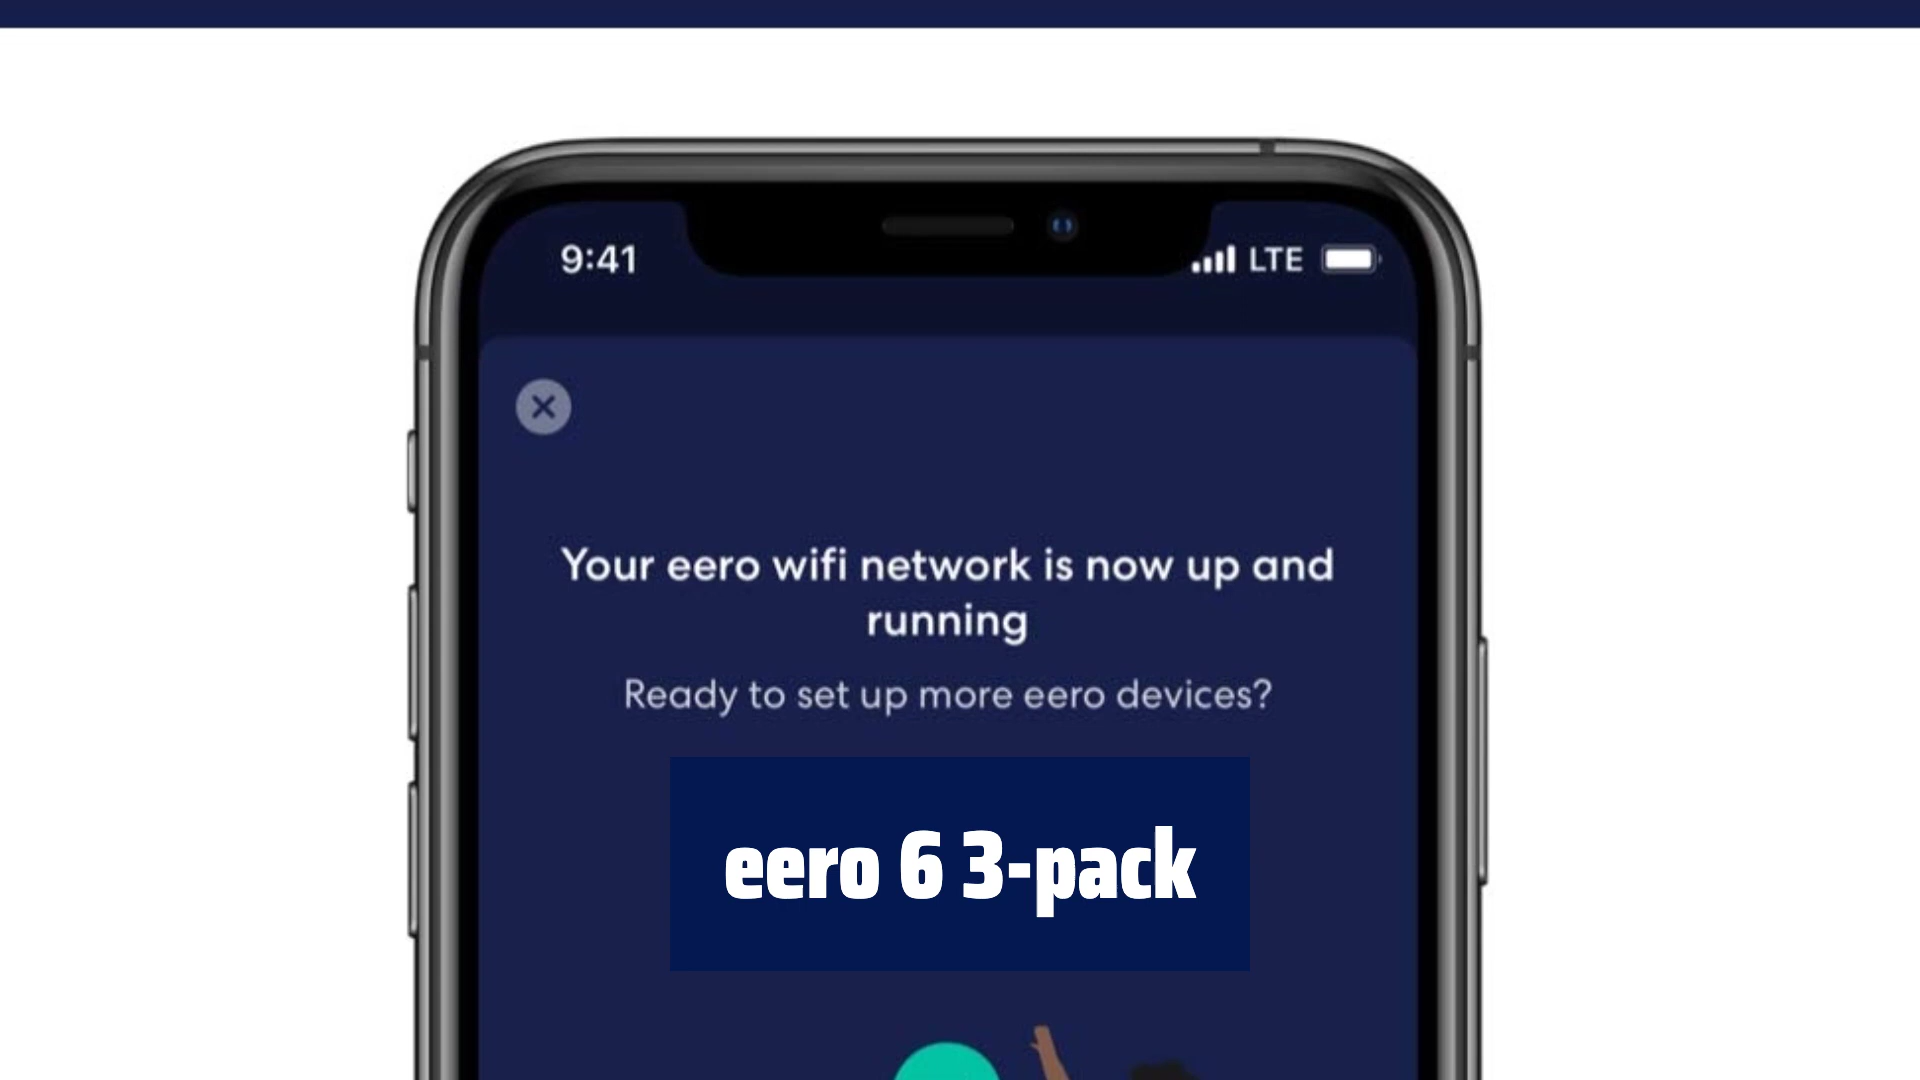 9:41 LTE
Your eero wifi network is now up and
running
Ready to set up more eero devices?
eero 6 3-pack